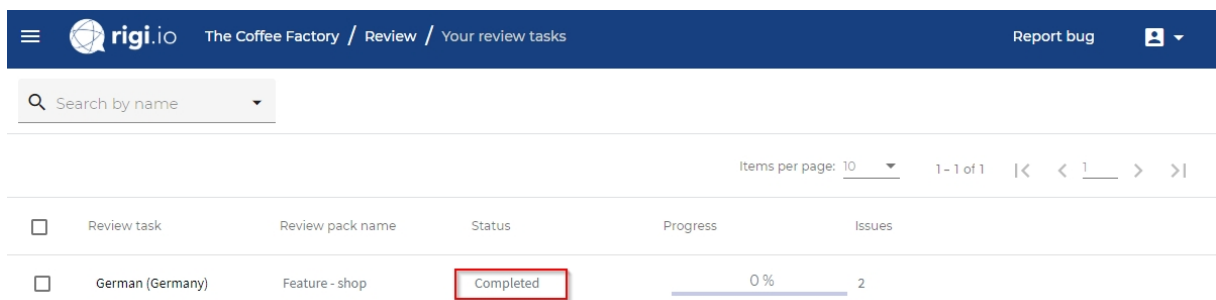 rigi.io The Coffee Factory / Review / Your review tasks Report bug
Search by name
Items per page: 10 1 – 1 of 1 1
Review task Review pack name Status Progress Issues
German (Germany) Feature - shop Completed 0 % 2